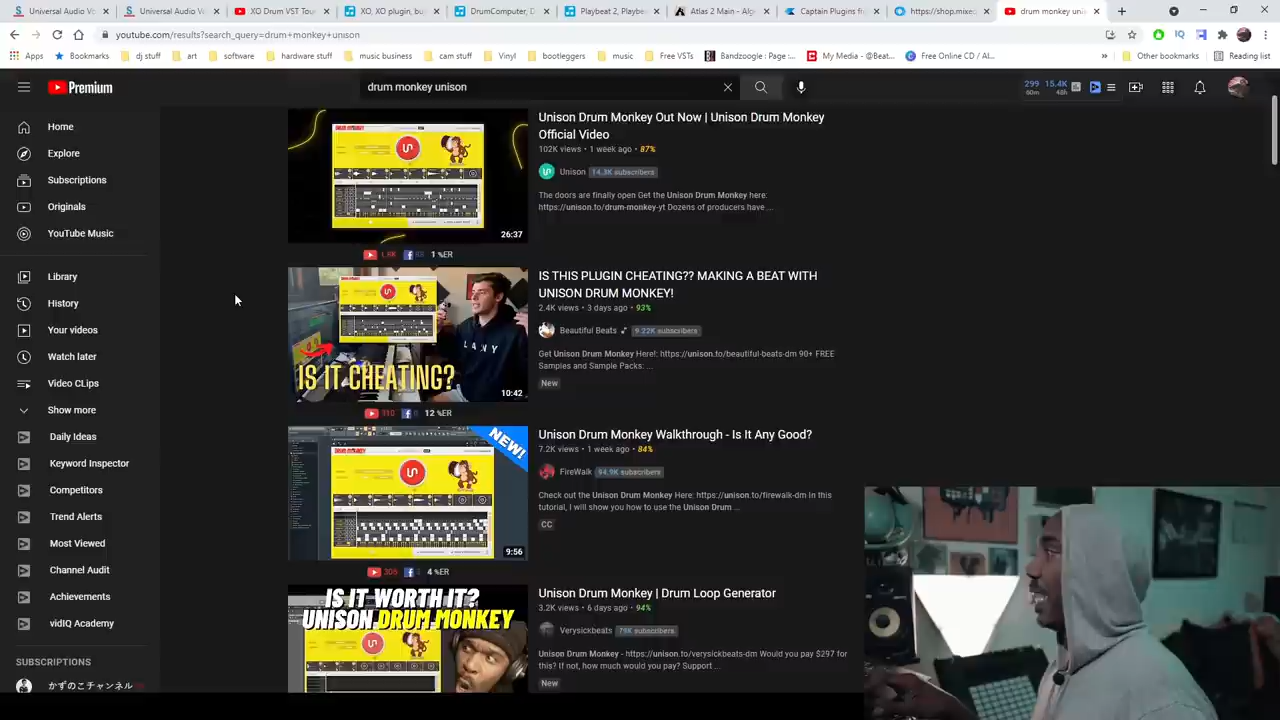 Universal Audio Vo
Universal Audio Vo
XO Drum VST Tour
XO, XO plugin, bu
DrumComputer, D
Playbeat 2, Playbe
Atlas 2 Main - Algo
Captain Plugins fr
https://shop.mixec
drum monkey uni
youtube.com/results?search_query=drum+monkey+unison
Apps
Bookmarks
dj stuff
art
software
hardware stuff
music business
cam stuff
Vinyl
bootleggers
music
Free VSTs
Bandzoogle : Page :...
My Media - @Beat...
Free Online CD / Al...
Other bookmarks
Reading list
Premium
drum monkey unison
299 15.4K
60m 48h
Home
Explore
Subscriptions
Originals
YouTube Music
Library
History
Your videos
Watch later
Video CLips
Show more
Daily Ideas
Keyword Inspector
Competitors
Trend Alerts
Most Viewed
Channel Audit
Achievements
vidIQ Academy
SUBSCRIPTIONS
のこチャンネル
26:37
1 %ER
Unison Drum Monkey Out Now | Unison Drum Monkey
Official Video
102K views • 1 week ago • 87%
Unison 14.3K subscribers
The doors are finally open Get the Unison Drum Monkey here:
https://unison.to/drum-monkey-yt Dozens of producers have ...
LANY
IS IT CHEATING?
10:42
310
12 %ER
IS THIS PLUGIN CHEATING?? MAKING A BEAT WITH
UNISON DRUM MONKEY!
2.4K views • 3 days ago • 93%
Beautiful Beats 9.22K subscribers
Get Unison Drum Monkey Here!: https://unison.to/beautiful-beats-dm 90+ FREE
Samples and Sample Packs: ...
New
NEW!
DRUM MONKEY
9:56
305
4 %ER
Unison Drum Monkey Walkthrough - Is It Any Good?
7.2K views • 1 week ago • 84%
FireWalk 94.9K subscribers
Check out the Unison Drum Monkey Here: https://unison.to/firewalk-dm In this
tutorial, I will show you how to use the Unison Drum ...
CC
IS IT WORTH IT?
UNISON.DRUM.MONKEY
Unison Drum Monkey | Drum Loop Generator
3.2K views • 6 days ago • 94%
Verysickbeats 79K subscribers
Unison Drum Monkey - https://unison.to/verysickbeats-dm Would you pay $297 for
this? If not, how much would you pay? Support ...
New